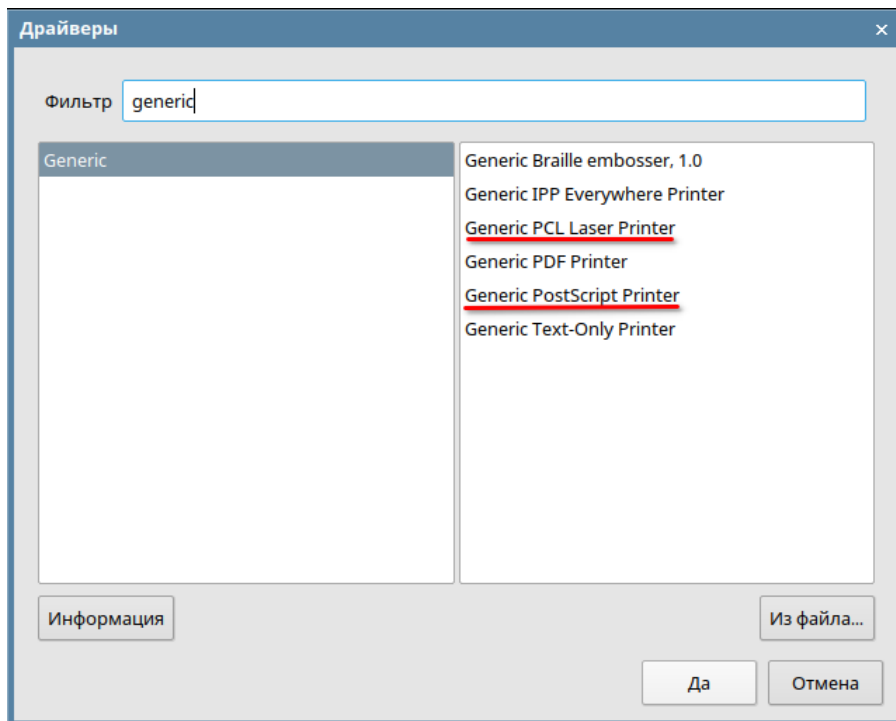 Драйверы
Фильтр generic
Generic
Generic Braille embosser, 1.0
Generic IPP Everywhere Printer
Generic PCL Laser Printer
Generic PDF Printer
Generic PostScript Printer
Generic Text-Only Printer
Информация
Из файла...
Да
Отмена